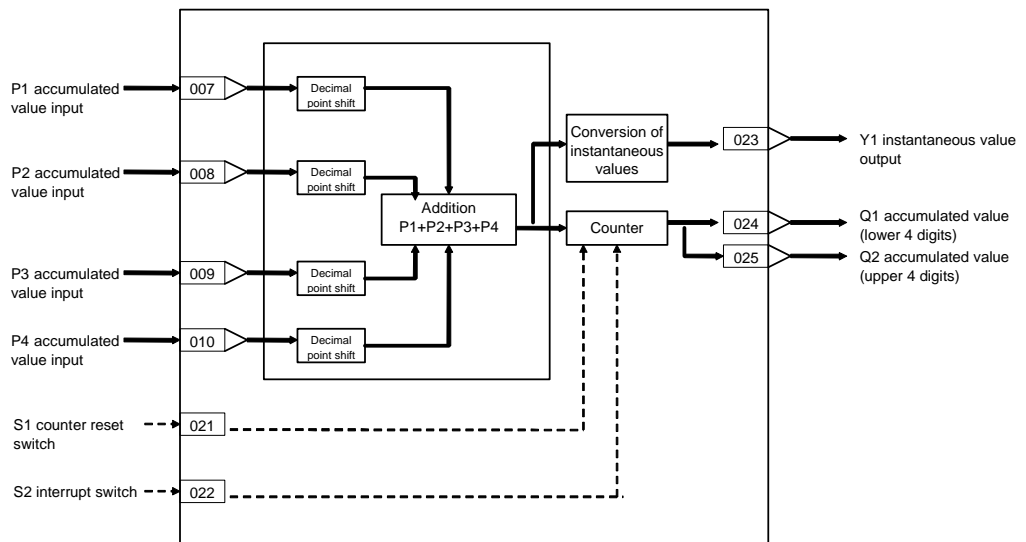 P1 accumulated
value input
007
Decimal
point shift
P2 accumulated
value input
008
Decimal
point shift
P3 accumulated
value input
009
Decimal
point shift
P4 accumulated
value input
010
Decimal
point shift
Addition
P1+P2+P3+P4
Conversion of
instantaneous
values
Counter
023
Y1 instantaneous value
output
024
Q1 accumulated value
(lower 4 digits)
025
Q2 accumulated value
(upper 4 digits)
S1 counter reset
switch
021
S2 interrupt switch
022